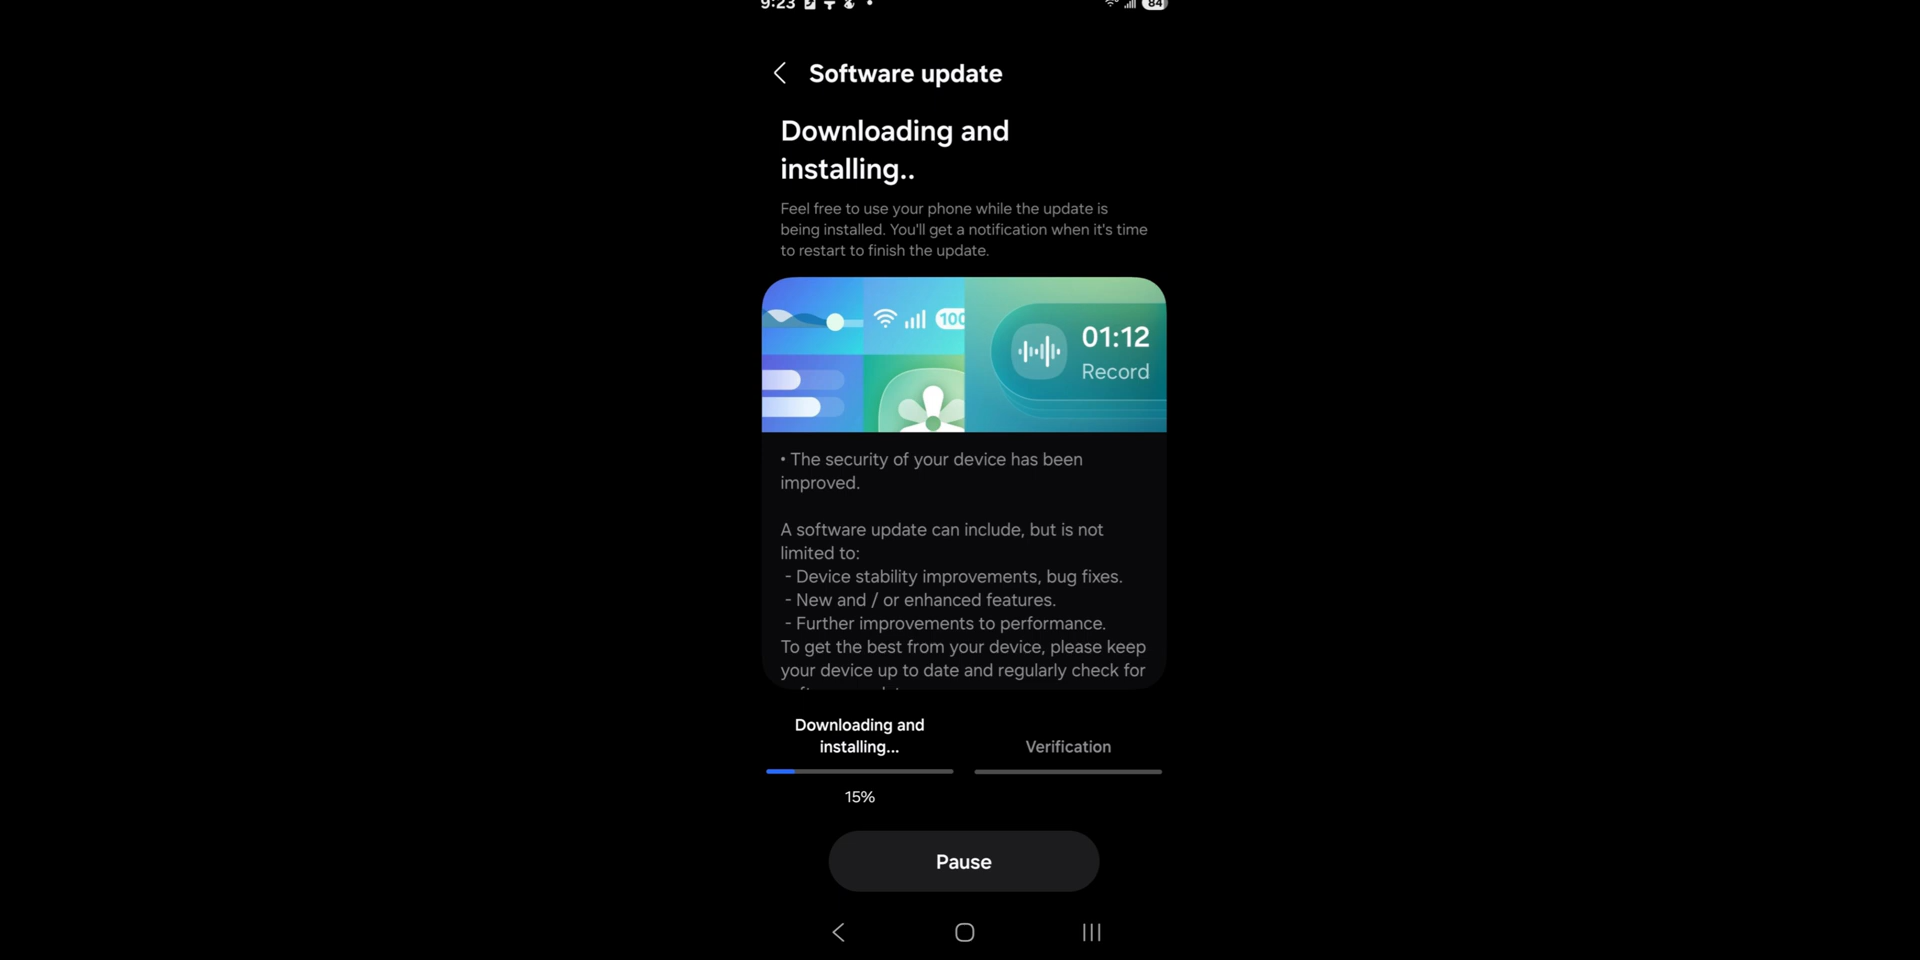 9:23
84
Software update
Downloading and
installing..
Feel free to use your phone while the update is
being installed. You'll get a notification when it's time
to restart to finish the update.
100
01:12
Record
• The security of your device has been
improved.
A software update can include, but is not
limited to:
- Device stability improvements, bug fixes.
- New and / or enhanced features.
- Further improvements to performance.
To get the best from your device, please keep
your device up to date and regularly check for
Downloading and
installing...
Verification
15%
Pause